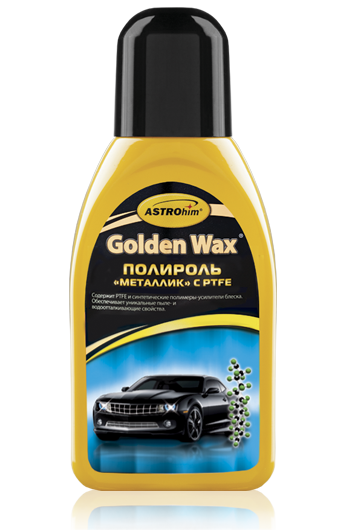 ASTROhim®
Golden Wax®
ПОЛИРОЛЬ
«МЕТАЛЛИК» С PTFE
Содержит PTFE и синтетические полимеры-усилители блеска.
Обеспечивает уникальные пыле- и
водоотталкивающие свойства.